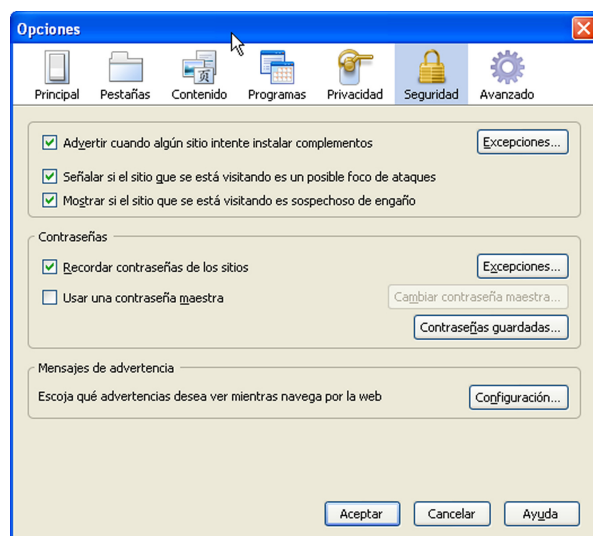 Opciones
Principal Pestañas Contenido Programas Privacidad Seguridad Avanzado
Advertir cuando algún sitio intente instalar complementos Excepciones...
Señalar si el sitio que se está visitando es un posible foco de ataques
Mostrar si el sitio que se está visitando es sospechoso de engaño
Contraseñas
Recordar contraseñas de los sitios Excepciones...
Usar una contraseña maestra Cambiar contraseña maestra...
Contraseñas guardadas...
Mensajes de advertencia
Escoja qué advertencias desea ver mientras navega por la web Configuración...
Aceptar Cancelar Ayuda